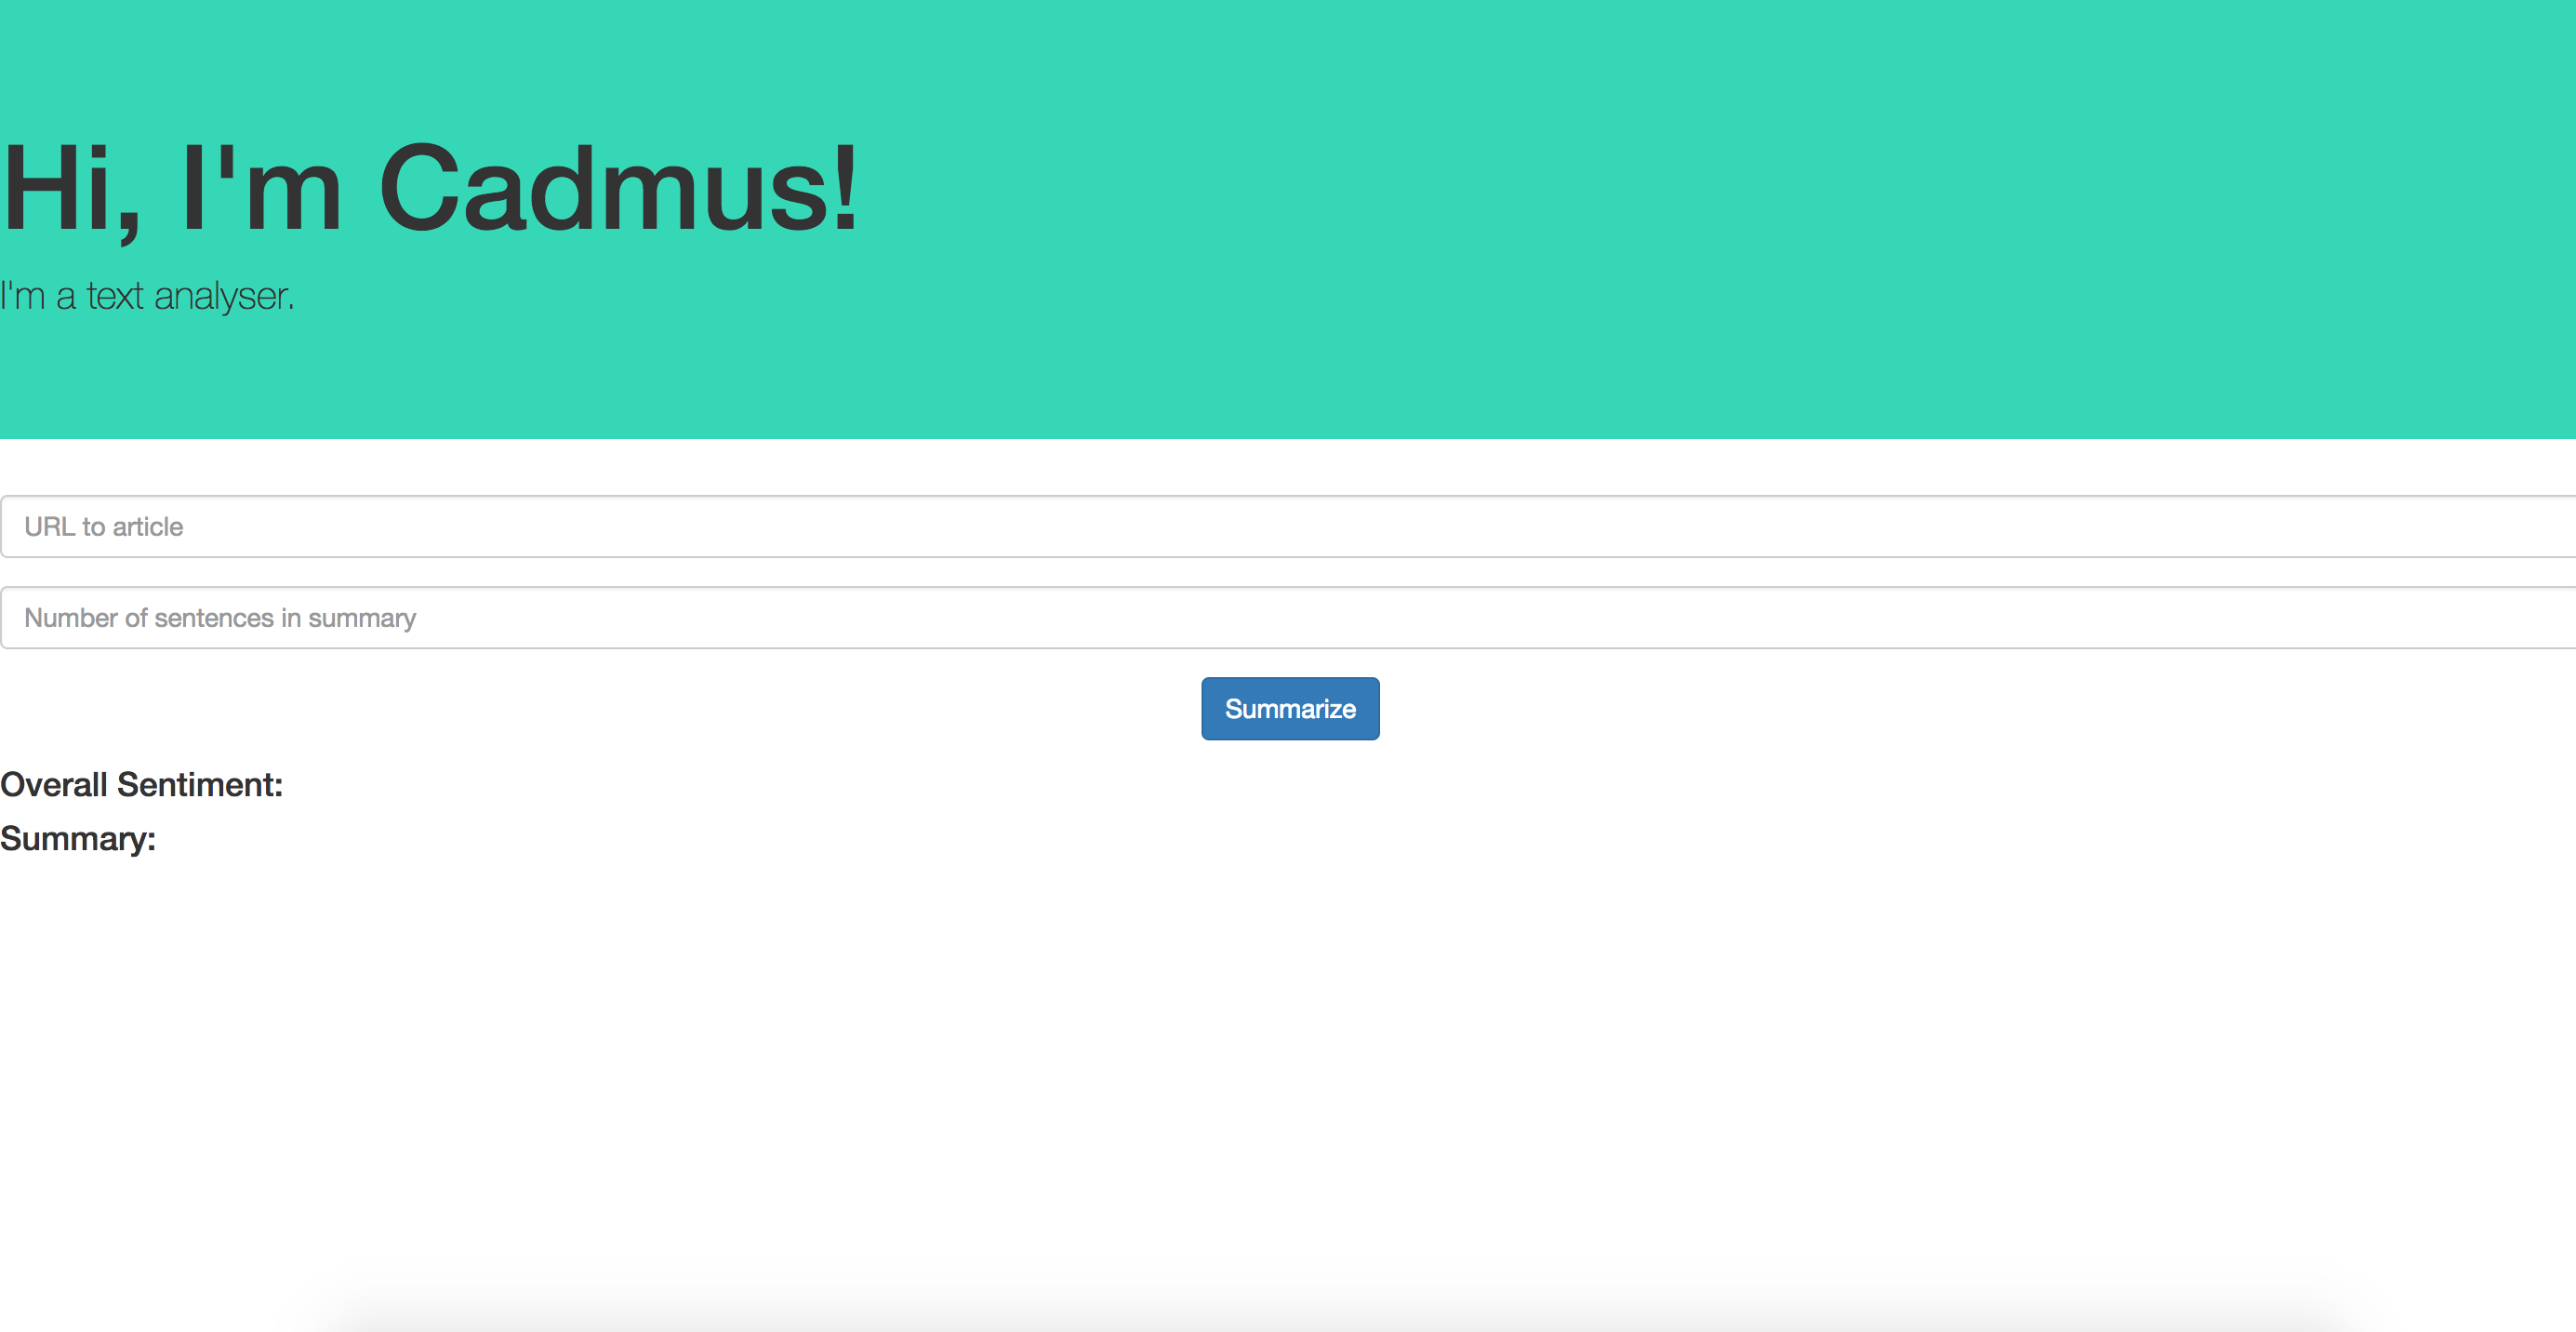 Hi, I'm Cadmus!
I'm a text analyser.
URL to article
Number of sentences in summary
Summarize
Overall Sentiment:
Summary: